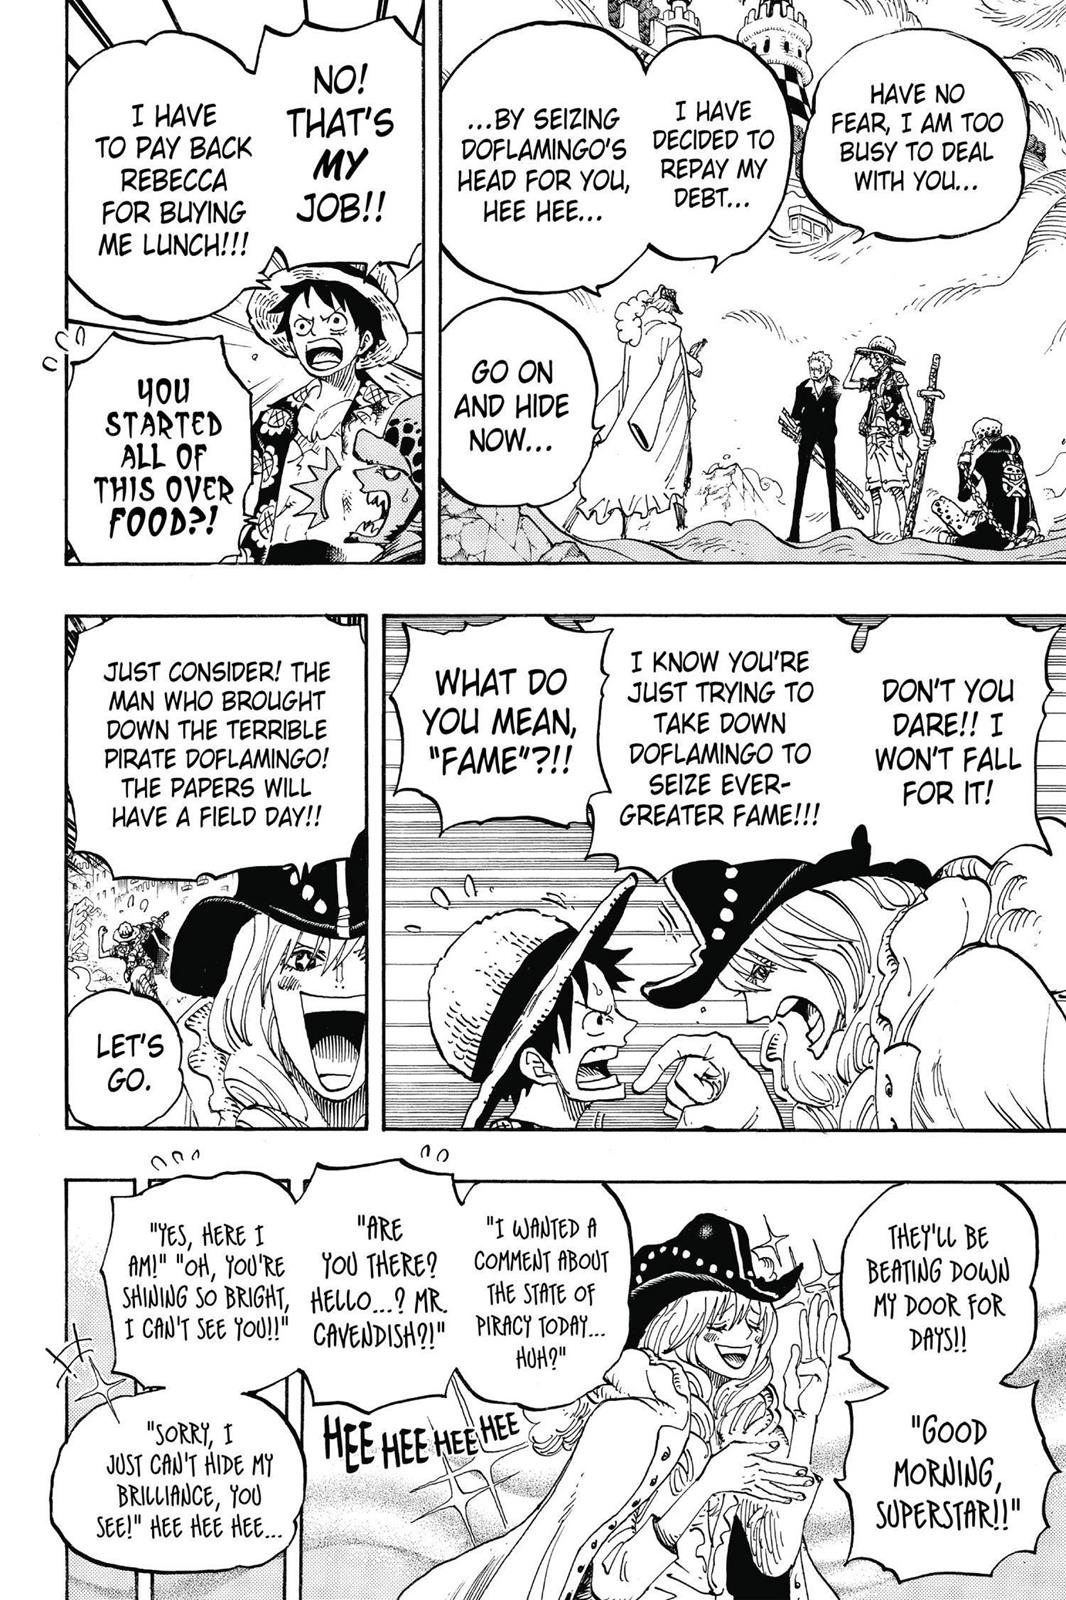 HAVE NO
FEAR, I AM TOO
BUSY TO DEAL
WITH YOU...
I HAVE
DECIDED TO
REPAY MY
DEBT...
...BY SEIZING
DOFLAMINGO'S
HEAD FOR YOU,
HEE HEE...
GO ON
AND HIDE
NOW...
NO!
THAT'S
MY
JOB!!
I HAVE
TO PAY BACK
REBECCA
FOR BUYING
ME LUNCH!!!
YOU
STARTED
ALL OF
THIS OVER
FOOD?!
DON'T YOU
DARE!! I
WON'T FALL
FOR IT!
I KNOW YOU'RE
JUST TRYING TO
TAKE DOWN
DOFLAMINGO TO
SEIZE EVER-
GREATER FAME!!!
WHAT DO
YOU MEAN,
"FAME"?!!
JUST CONSIDER! THE
MAN WHO BROUGHT
DOWN THE TERRIBLE
PIRATE DOFLAMINGO!
THE PAPERS WILL
HAVE A FIELD DAY!!
LET'S
GO.
THEY'LL BE
BEATING DOWN
MY DOOR FOR
DAYS!!
"GOOD
MORNING,
SUPERSTAR!!"
"I WANTED A
COMMENT ABOUT
THE STATE OF
PIRACY TODAY...
HUH?"
"ARE
YOU THERE?
HELLO...? MR.
CAVENDISH?!"
"YES, HERE I
AM!" "OH, YOU'RE
SHINING SO BRIGHT,
I CAN'T SEE YOU!!"
"SORRY, I
JUST CAN'T HIDE MY
BRILLIANCE, YOU
SEE!" HEE HEE HEE...
HEE HEE HEE HEE